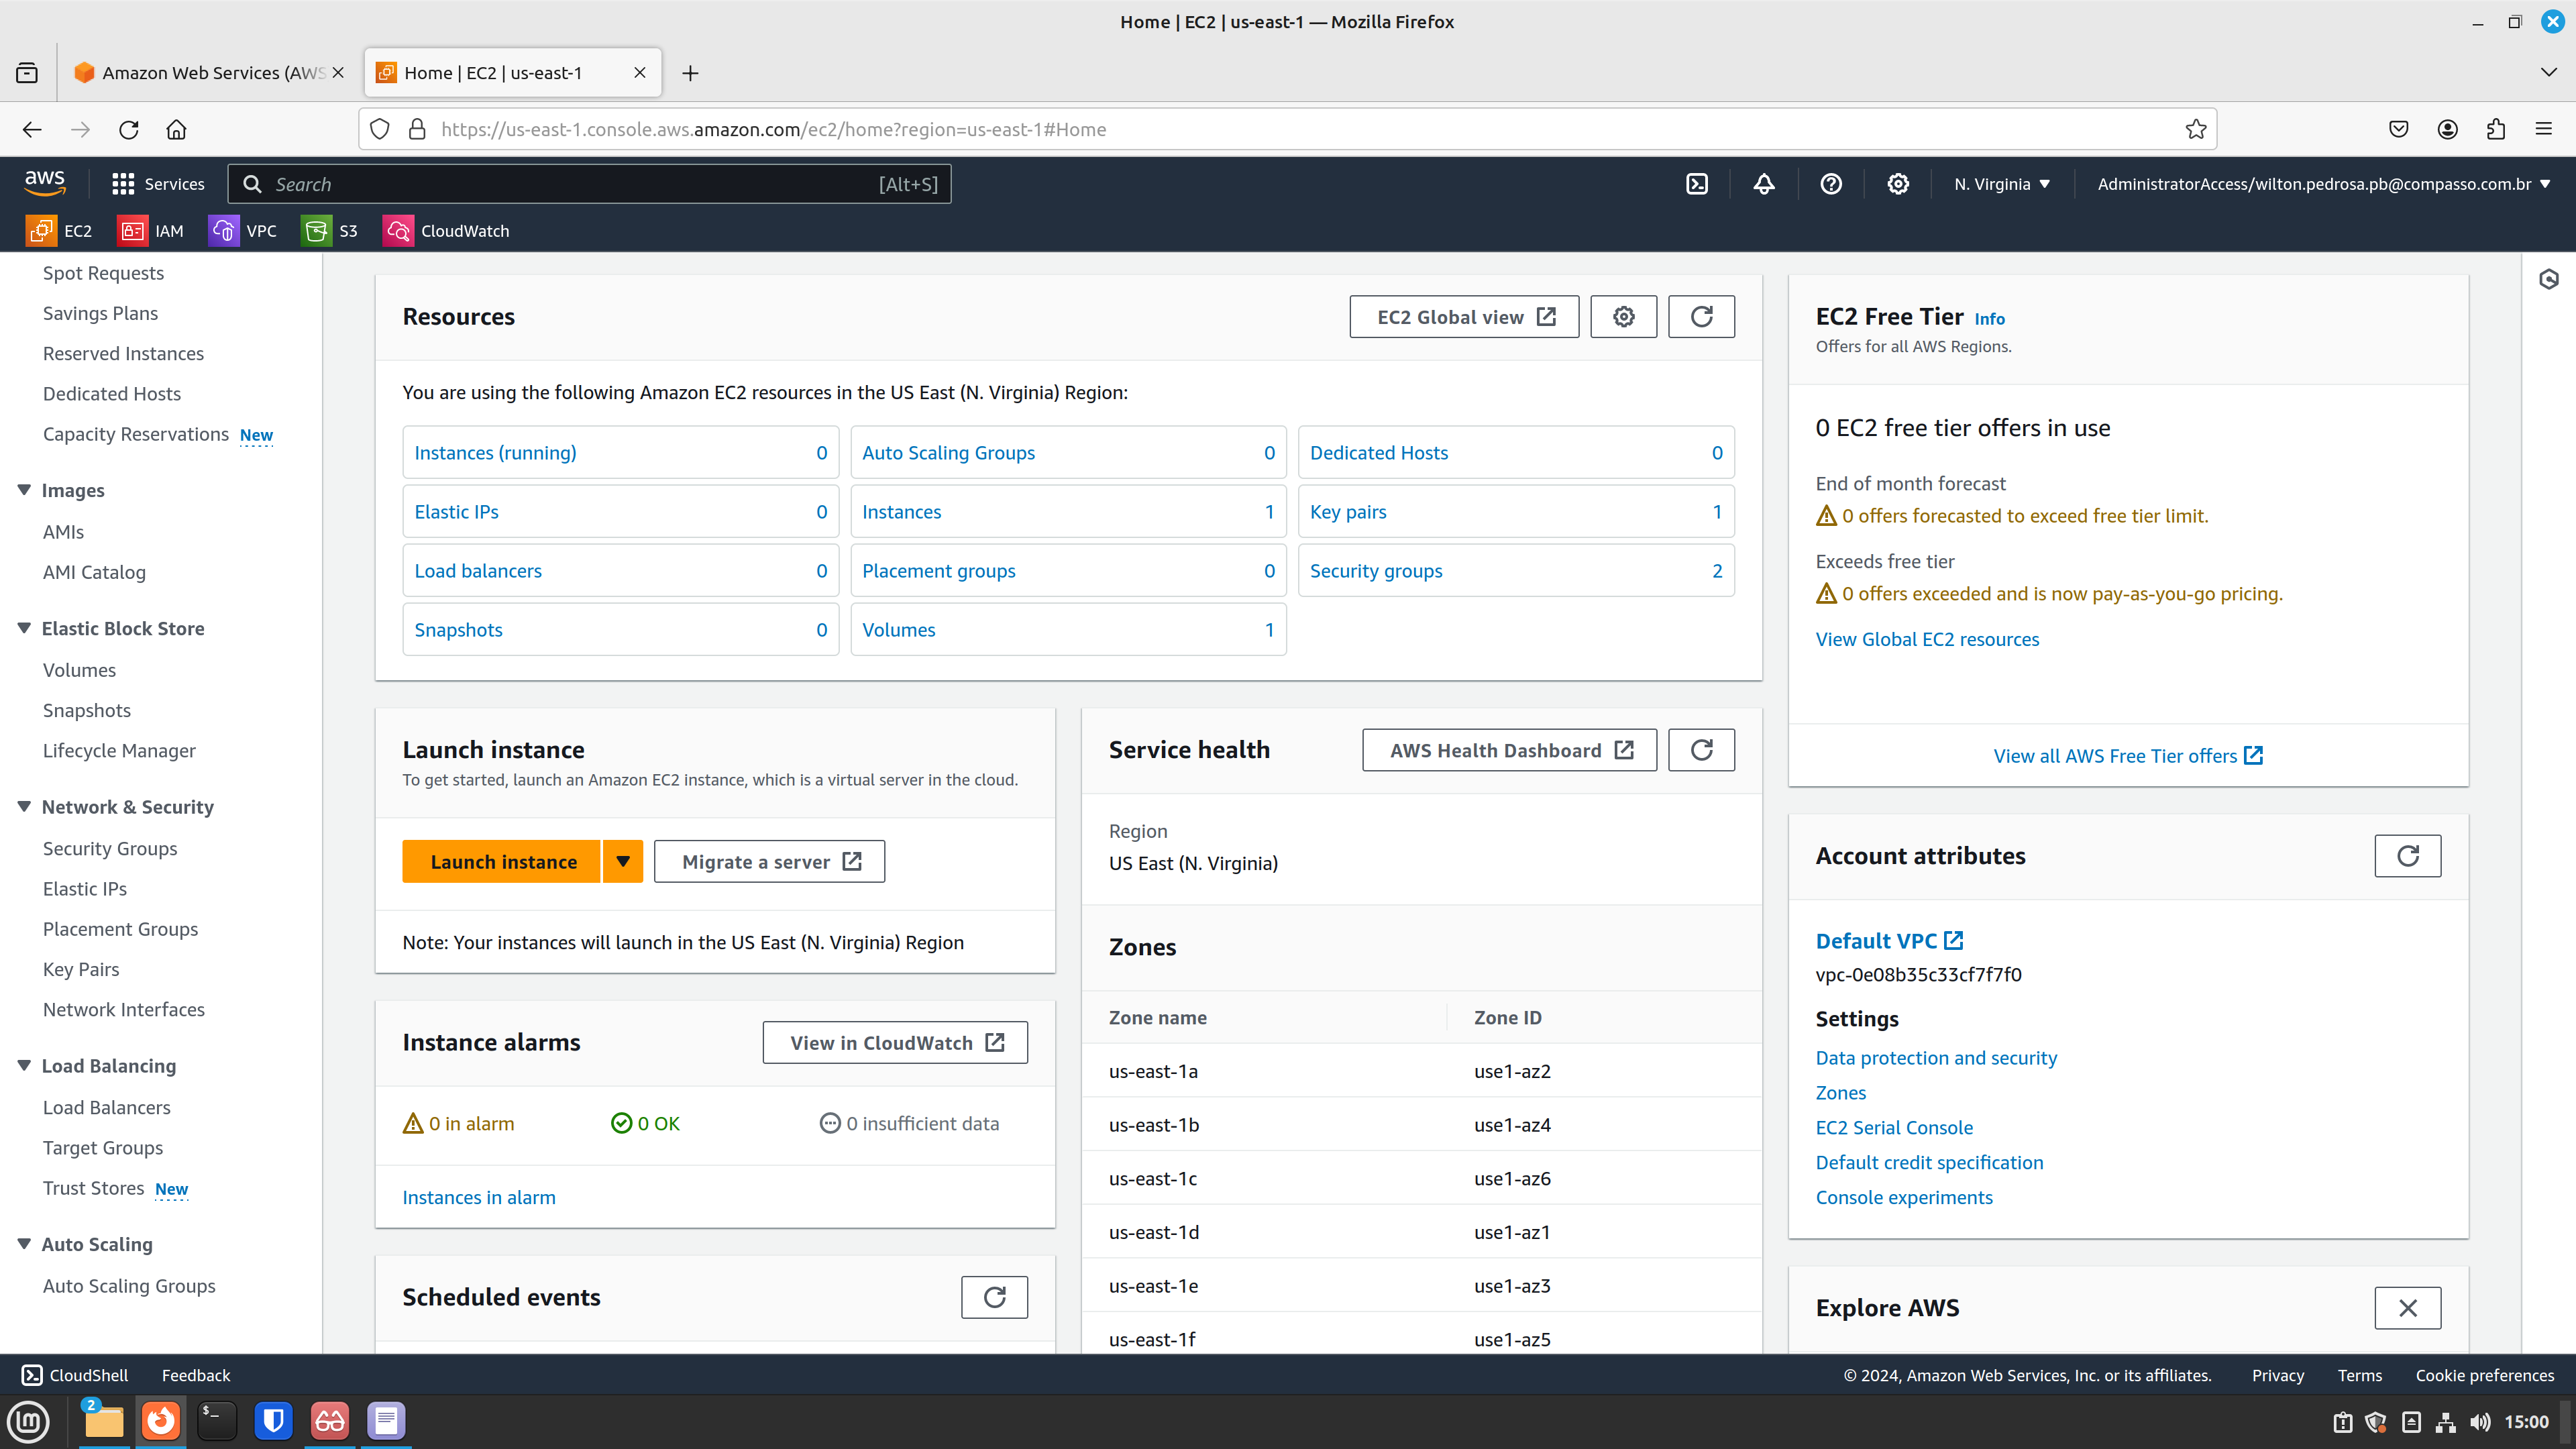 Home | EC2 | us-east-1 — Mozilla Firefox
Amazon Web Services (AWS
Home | EC2 | us-east-1
https://us-east-1.console.aws.amazon.com/ec2/home?region=us-east-1#Home
aws
Services
Search
[Alt+S]
N. Virginia
AdministratorAccess/wilton.pedrosa.pb@compasso.com.br
EC2
IAM
VPC
S3
CloudWatch
Spot Requests
Savings Plans
Reserved Instances
Dedicated Hosts
Capacity Reservations New
Images
AMIs
AMI Catalog
Elastic Block Store
Volumes
Snapshots
Lifecycle Manager
Network & Security
Security Groups
Elastic IPs
Placement Groups
Key Pairs
Network Interfaces
Load Balancing
Load Balancers
Target Groups
Trust Stores New
Auto Scaling
Auto Scaling Groups
Resources
EC2 Global view
You are using the following Amazon EC2 resources in the US East (N. Virginia) Region:
Instances (running) 0
Auto Scaling Groups 0
Dedicated Hosts 0
Elastic IPs 0
Instances 1
Key pairs 1
Load balancers 0
Placement groups 0
Security groups 2
Snapshots 0
Volumes 1
Launch instance
To get started, launch an Amazon EC2 instance, which is a virtual server in the cloud.
Launch instance
Migrate a server
Note: Your instances will launch in the US East (N. Virginia) Region
Instance alarms
View in CloudWatch
0 in alarm
0 OK
0 insufficient data
Instances in alarm
Scheduled events
Service health
AWS Health Dashboard
Region
US East (N. Virginia)
Zones
Zone name Zone ID
us-east-1a use1-az2
us-east-1b use1-az4
us-east-1c use1-az6
us-east-1d use1-az1
us-east-1e use1-az3
us-east-1f use1-az5
EC2 Free Tier Info
Offers for all AWS Regions.
0 EC2 free tier offers in use
End of month forecast
0 offers forecasted to exceed free tier limit.
Exceeds free tier
0 offers exceeded and is now pay-as-you-go pricing.
View Global EC2 resources
View all AWS Free Tier offers
Account attributes
Default VPC
vpc-0e08b35c33cf7f7f0
Settings
Data protection and security
Zones
EC2 Serial Console
Default credit specification
Console experiments
Explore AWS
CloudShell
Feedback
© 2024, Amazon Web Services, Inc. or its affiliates.
Privacy
Terms
Cookie preferences
2
$_
15:00